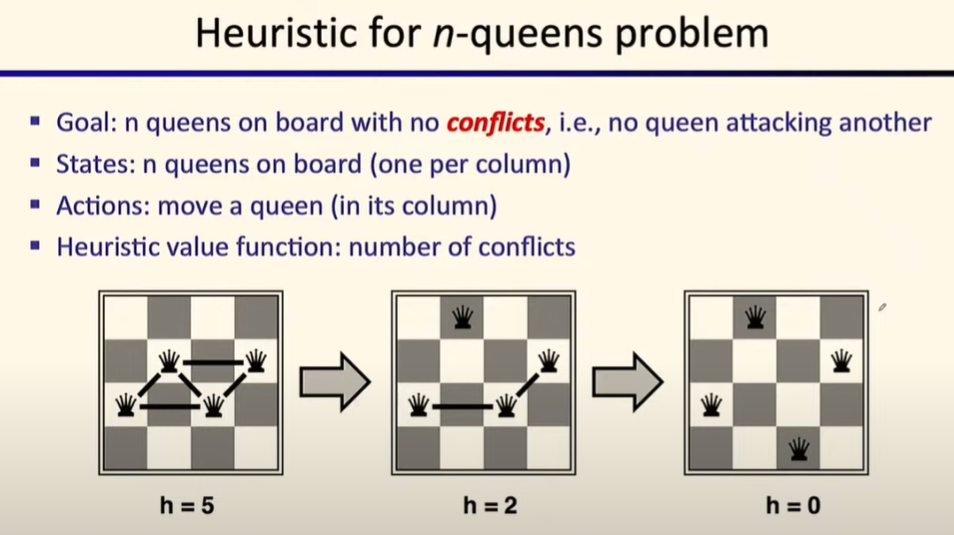 Heuristic for n-queens problem
Goal: n queens on board with no conflicts, i.e., no queen attacking another
States: n queens on board (one per column)
Actions: move a queen (in its column)
Heuristic value function: number of conflicts
h = 5 h = 2 h = 0